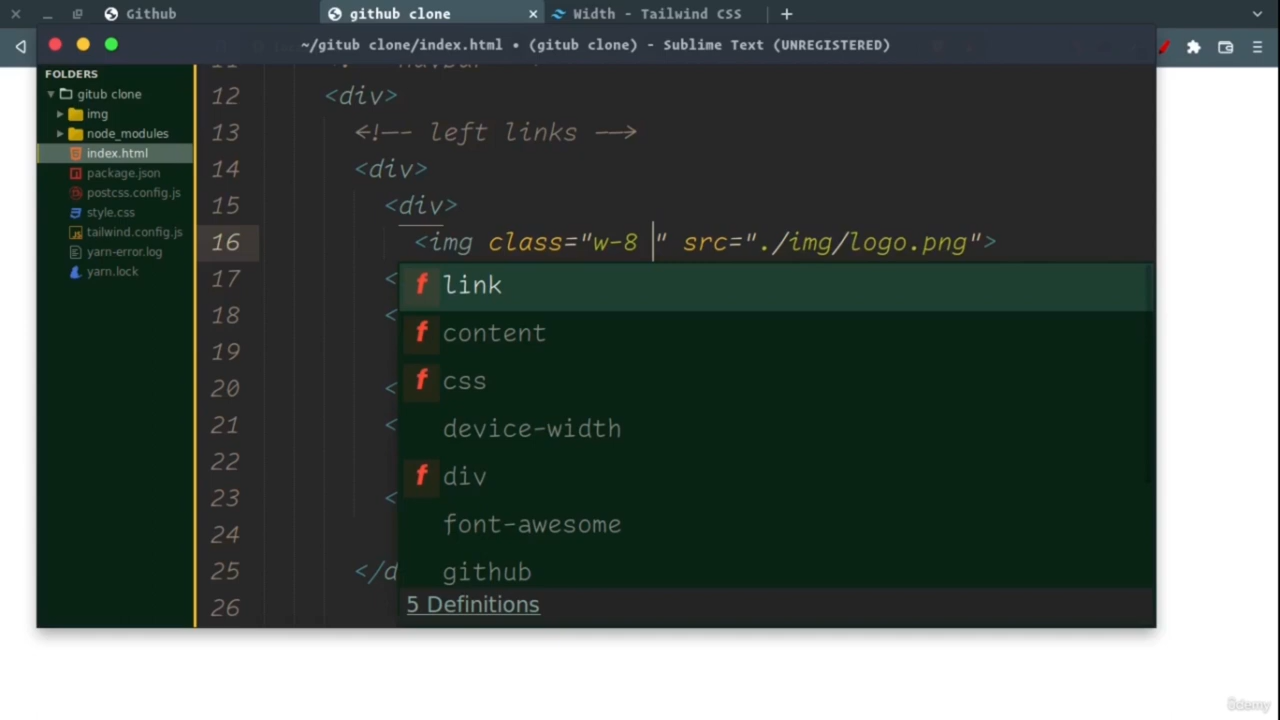 Github
github clone
Width - Tailwind CSS
~/gitub clone/index.html • (gitub clone) - Sublime Text (UNREGISTERED)
FOLDERS
gitub clone
img
node_modules
index.html
package.json
postcss.config.js
style.css
tailwind.config.js
yarn-error.log
yarn.lock
12 <div>
13 <!-- left links -->
14 <div>
15 <div>
16 <img class="w-8 " src="./img/logo.png">
17 <
18 <
19
20 <
21 <
22
23 <
24
25 </d
26
link
content
css
device-width
div
font-awesome
github
5 Definitions
ûdemy